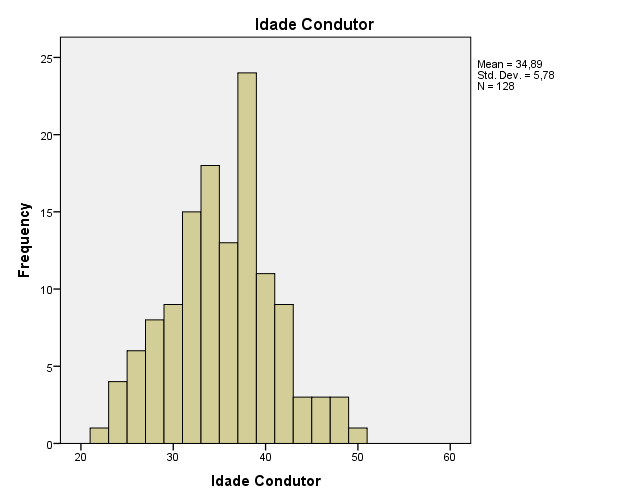 Idade Condutor
Mean = 34,89
Std. Dev. = 5,78
N = 128
Frequency
25
20
15
10
5
0
20 30 40 60
Idade Condutor